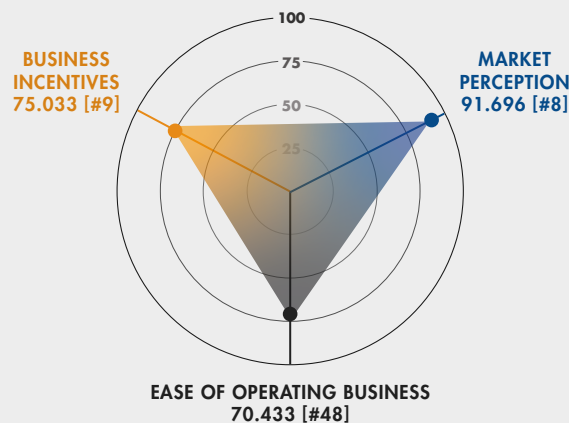 100
BUSINESS
INCENTIVES
75.033 [#9]
MARKET
PERCEPTION
91.696 [#8]
75
50
25
EASE OF OPERATING BUSINESS
70.433 [#48]